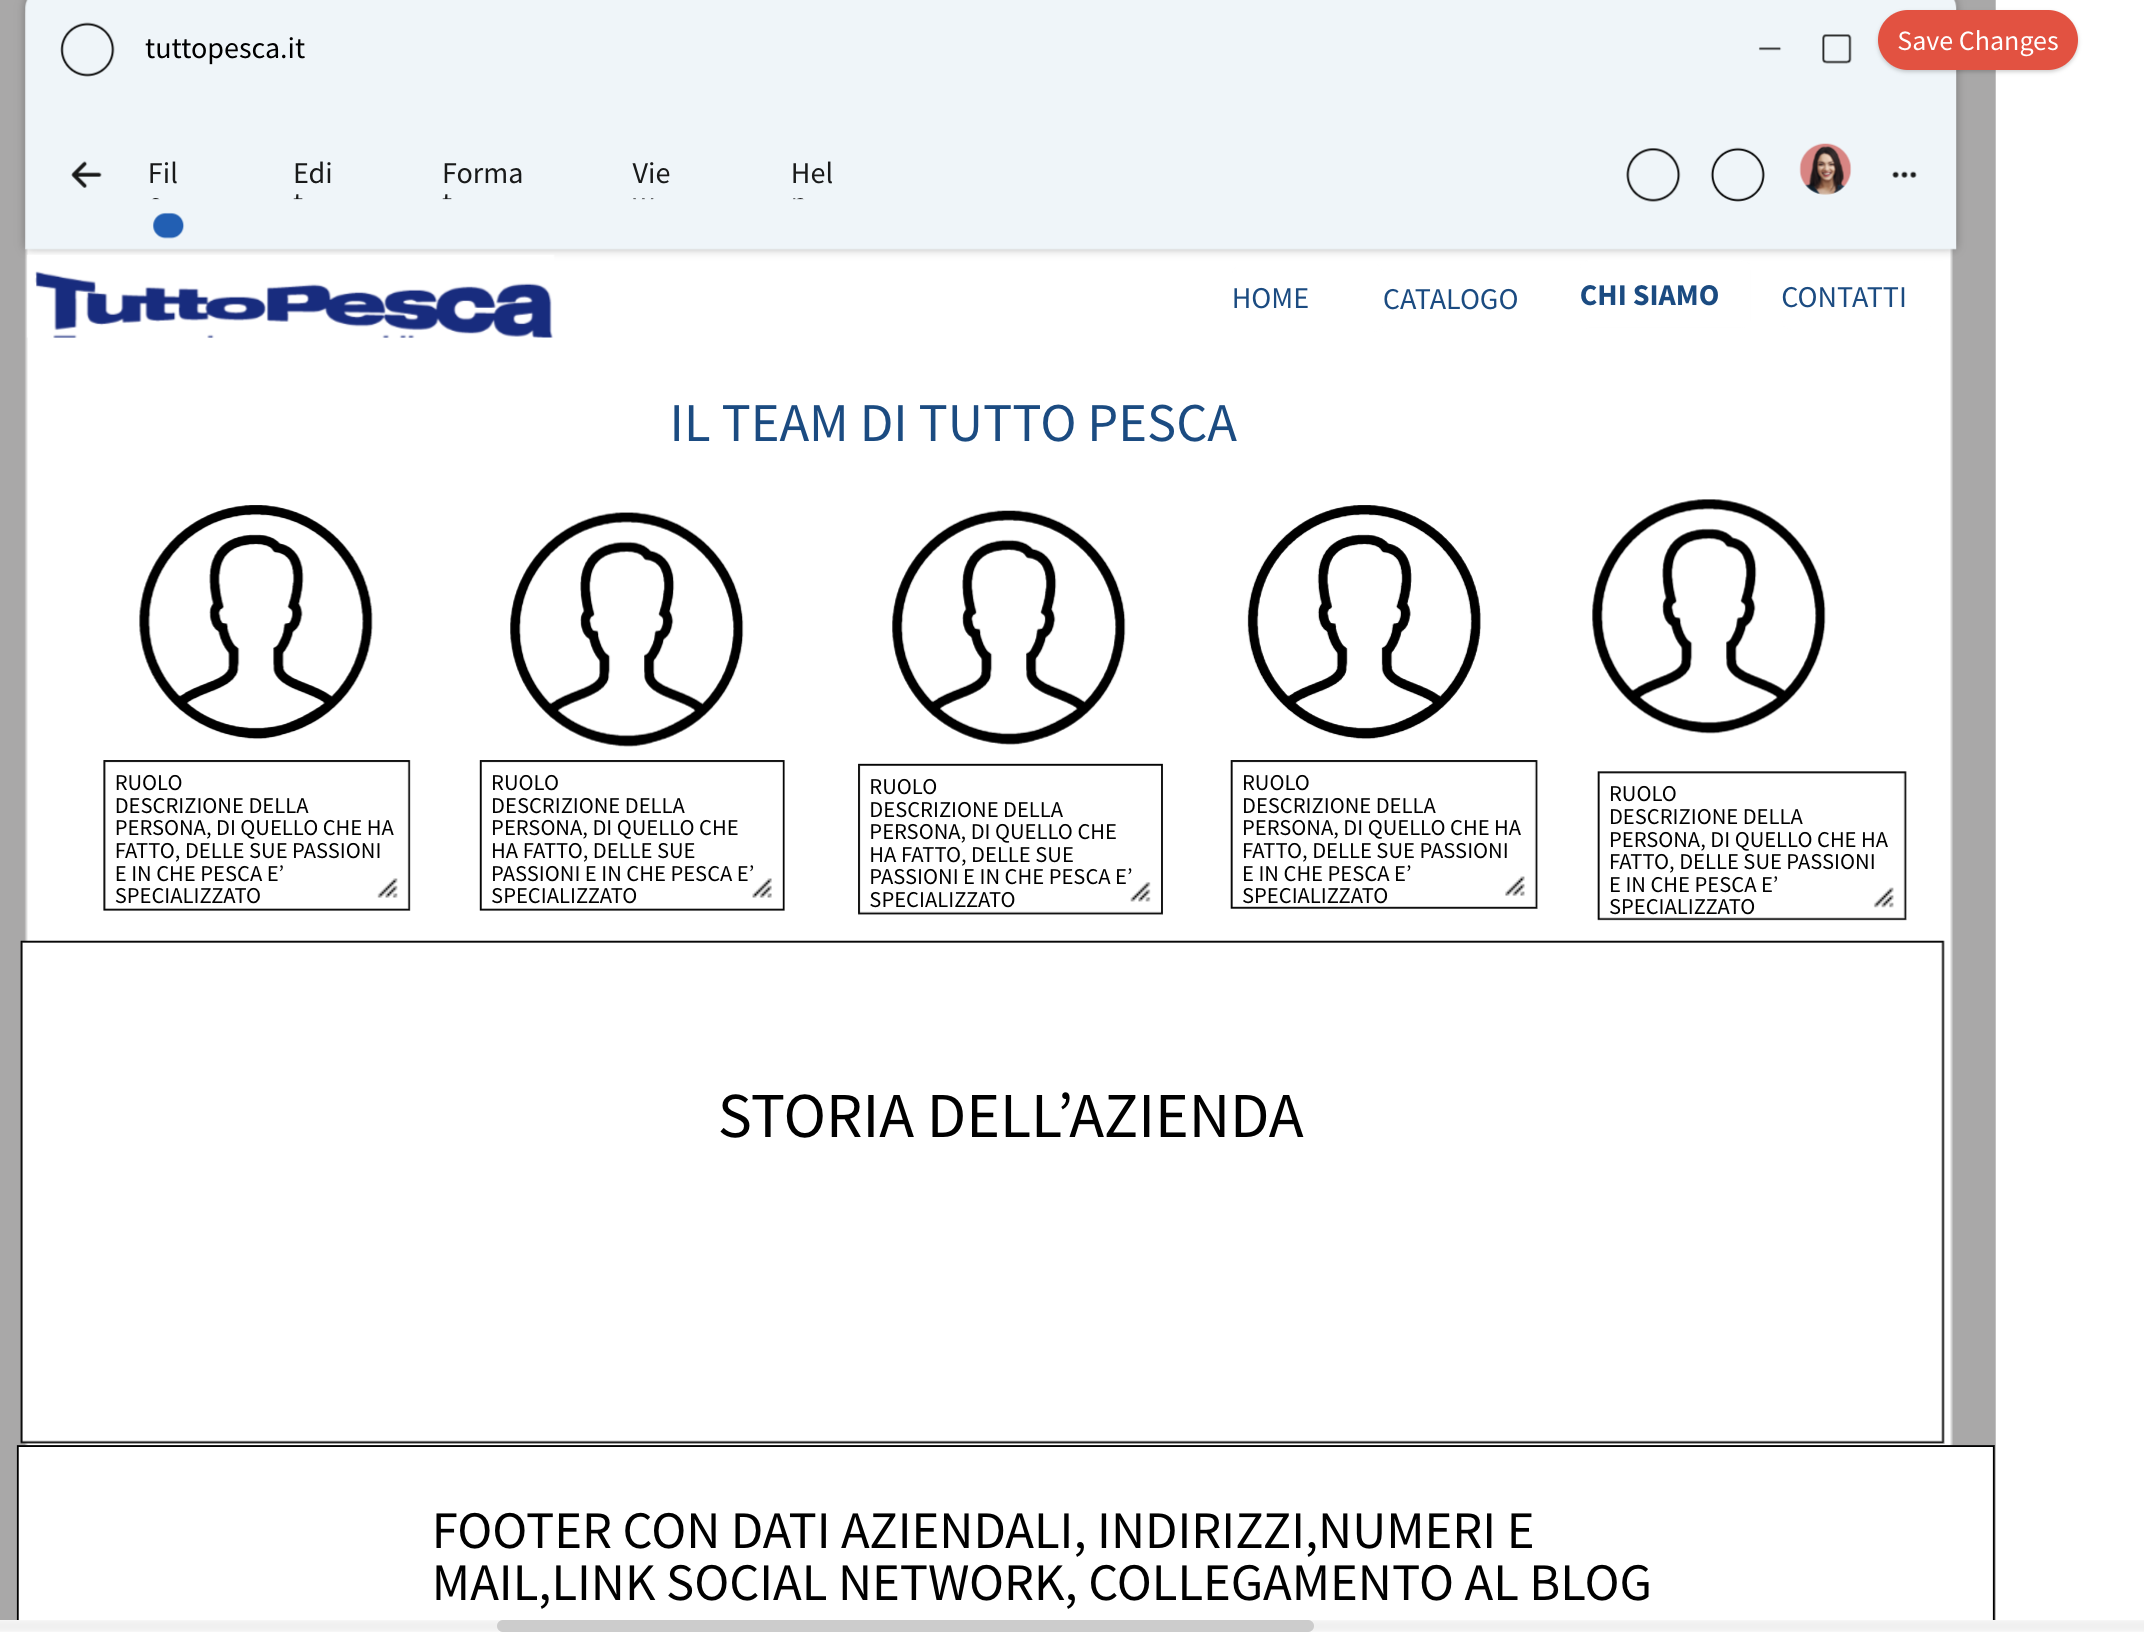 tuttopesca.it
Save Changes
Fil
Edi
Forma
Vie
Hel
TuttoPesca
HOME
CATALOGO
CHI SIAMO
CONTATTI
IL TEAM DI TUTTO PESCA
RUOLO
DESCRIZIONE DELLA
PERSONA, DI QUELLO CHE HA
FATTO, DELLE SUE PASSIONI
E IN CHE PESCA E’
SPECIALIZZATO
RUOLO
DESCRIZIONE DELLA
PERSONA, DI QUELLO CHE
HA FATTO, DELLE SUE
PASSIONI E IN CHE PESCA E’
SPECIALIZZATO
RUOLO
DESCRIZIONE DELLA
PERSONA, DI QUELLO CHE
HA FATTO, DELLE SUE
PASSIONI E IN CHE PESCA E’
SPECIALIZZATO
RUOLO
DESCRIZIONE DELLA
PERSONA, DI QUELLO CHE HA
FATTO, DELLE SUE PASSIONI
E IN CHE PESCA E’
SPECIALIZZATO
RUOLO
DESCRIZIONE DELLA
PERSONA, DI QUELLO CHE HA
FATTO, DELLE SUE PASSIONI
E IN CHE PESCA E’
SPECIALIZZATO
STORIA DELL’AZIENDA
FOOTER CON DATI AZIENDALI, INDIRIZZI,NUMERI E
MAIL,LINK SOCIAL NETWORK, COLLEGAMENTO AL BLOG